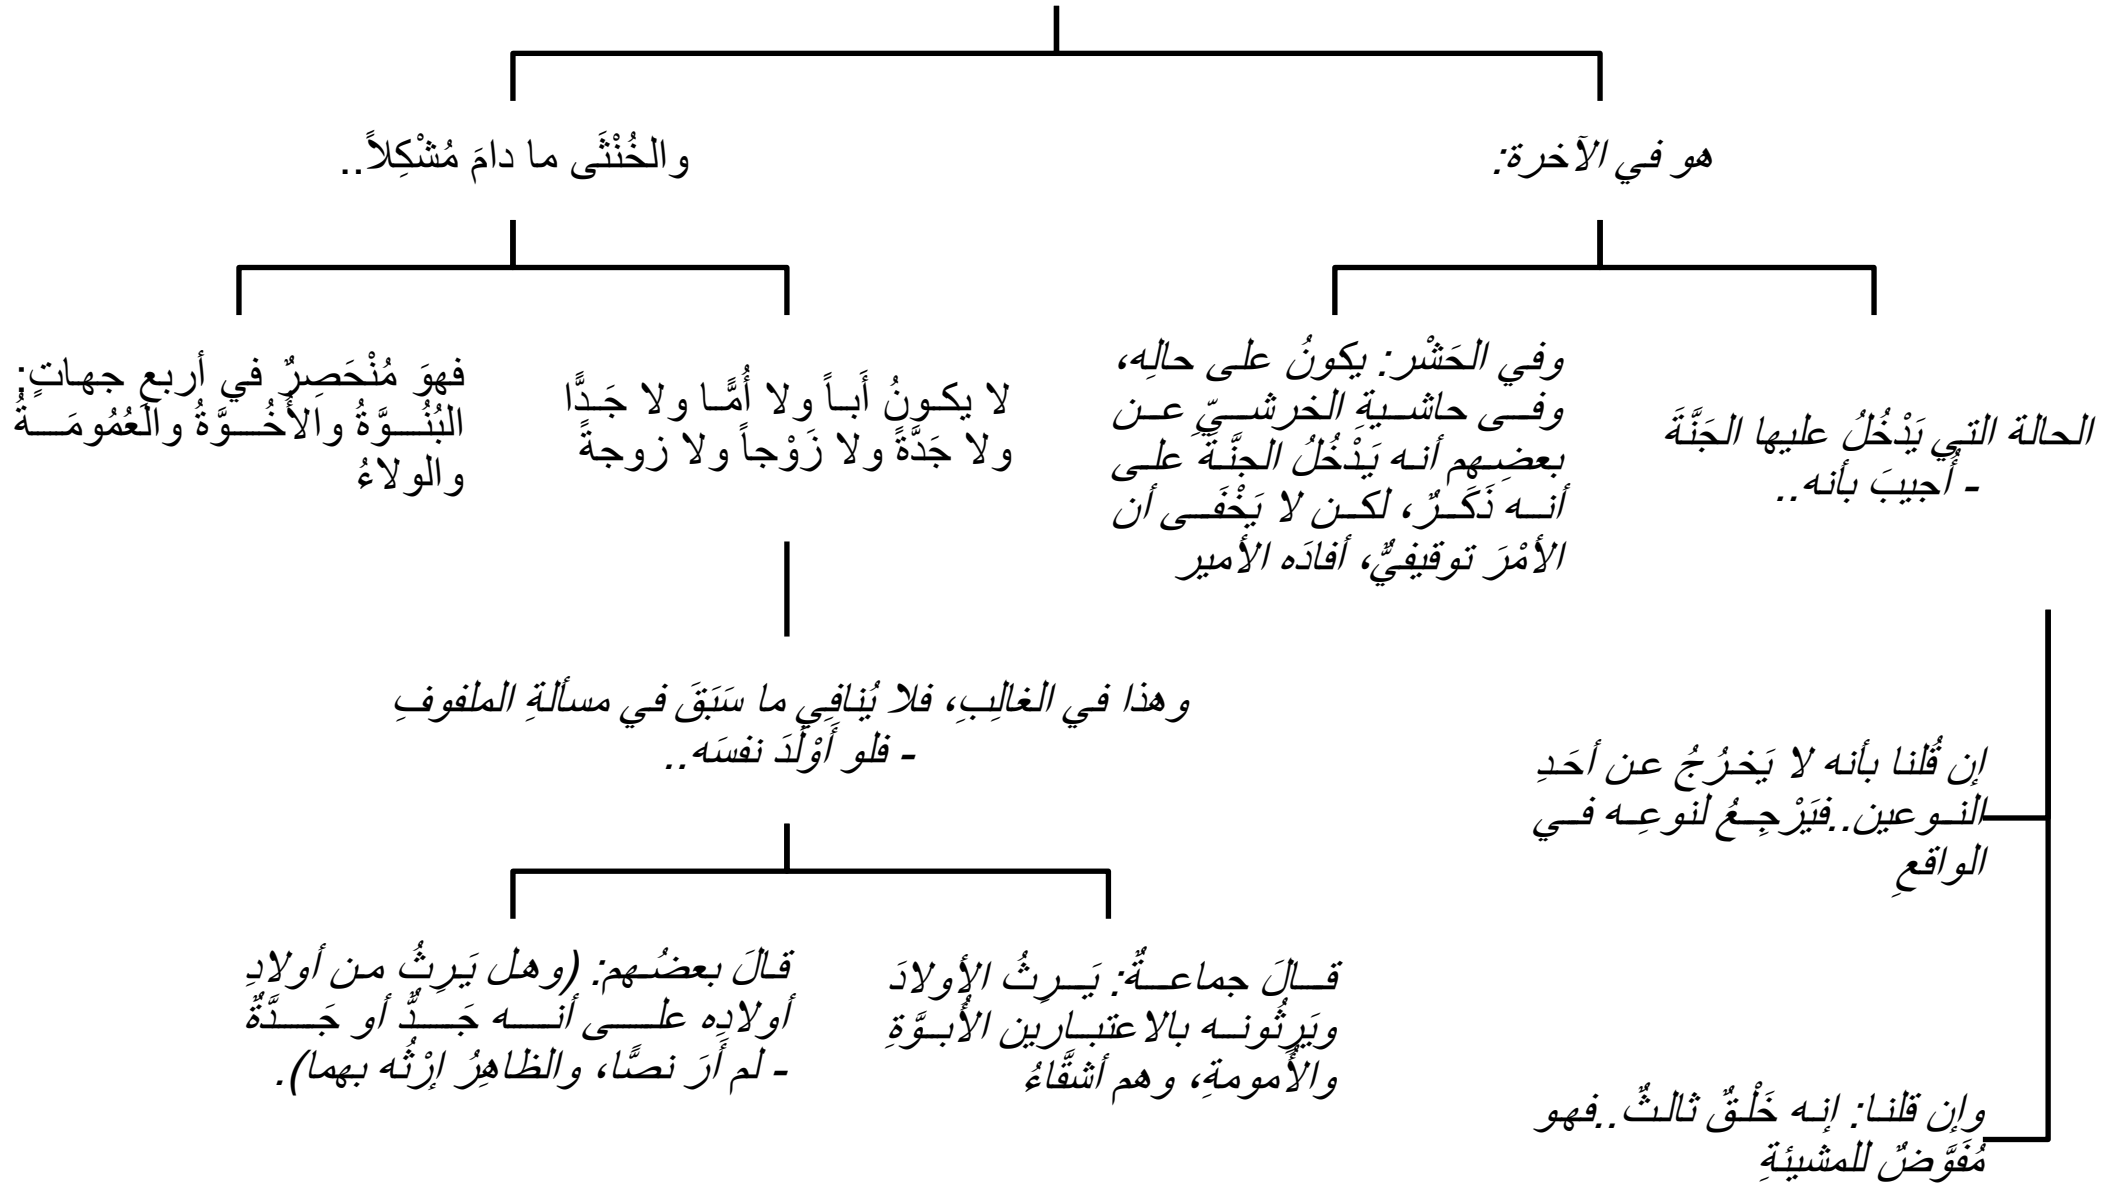 هو في الآخرة:
والخُنْثَى ما دامَ مُشْكِلاً..
الحالة التي يَدْخُلُ عليها الجَنَّةَ
- أُجيبَ بأنه..
وفي الحَشْر: يكونُ على حالِه،
وفى حاشيةِ الخرشيّ عن
بعضِهم أنه يَدْخُلُ الجنَّةَ على
أنه ذَكَرٌ، لكن لا يَخْفَى أن
الأمْرَ توقيفيٌّ، أفادَه الأمير
لا يكونُ أَباً ولا أُمًّا ولا جَدًّا
ولا جَدَّةً ولا زَوْجاً ولا زوجةً
فهوَ مُنْحَصِرٌ في أربعِ جهاتٍ:
البُنُوَّةُ والأُخُوَّةُ والعُمُومَةُ
والولاءُ
إن قُلنا بأنه لا يَخرُجُ عن أحَدِ
النوعين..فيَرْجِعُ لنوعِه في
الواقعِ
وإن قلنا: إنه خَلْقٌ ثالثٌ..فهو
مُفَوَّضٌ للمشيئةِ
وهذا في الغالِبِ، فلا يُنافِي ما سَبَقَ في مسألةِ الملفوفِ
- فلو أَوْلَدَ نفسَه..
قالَ جماعةٌ: يَرِثُ الأولادَ
ويَرِثُونه بالاعتبارين الأُبوَّةِ
والأُمومةِ، وهم أشقَّاءُ
قالَ بعضُهم: (وهل يَرِثُ من أولادِ
أولادِه على أنه جَدٌّ أو جَدَّةٌ
- لم أَرَ نصًّا، والظاهِرُ إرْثُه بهما).